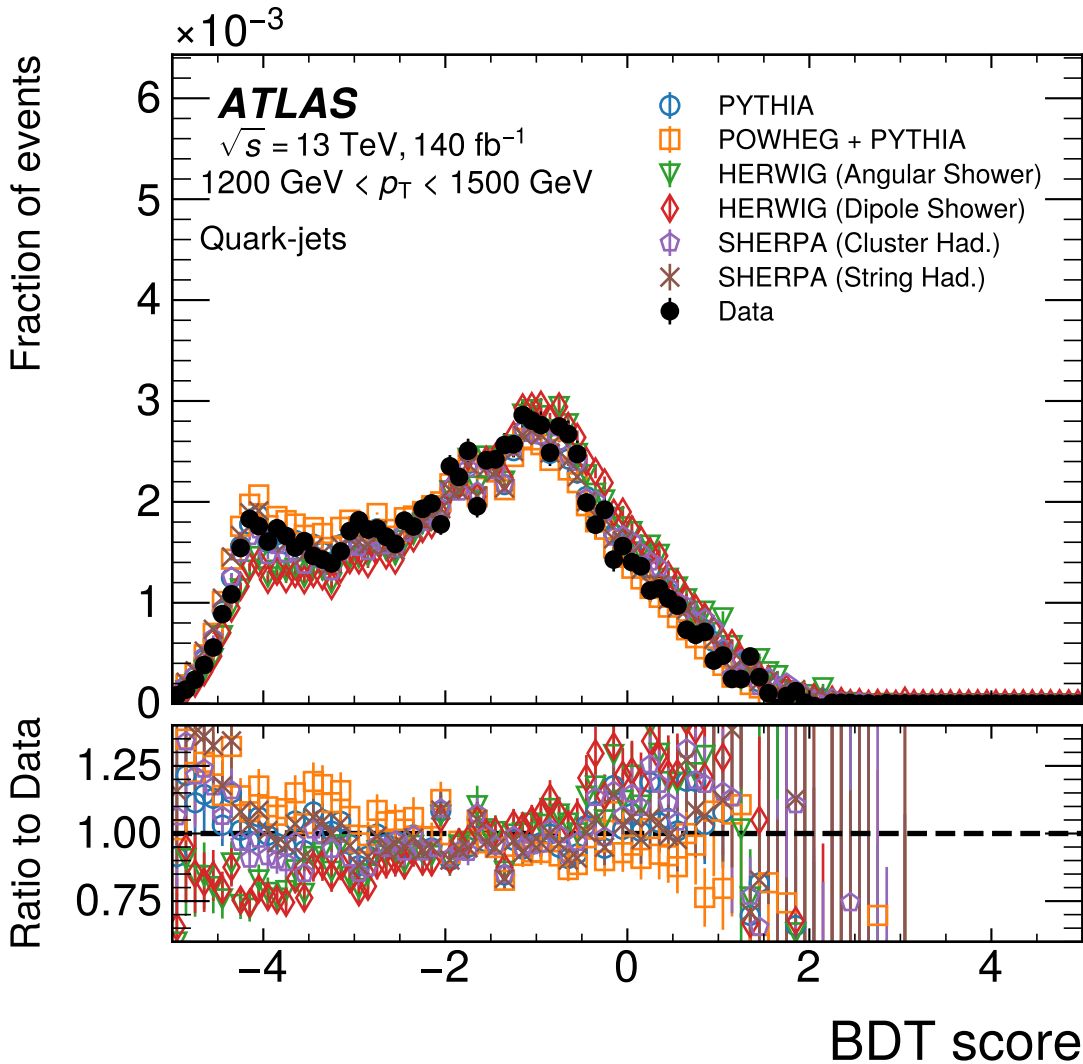 ×10⁻³
Fraction of events
6
5
4
3
2
1
0
ATLAS
√s = 13 TeV, 140 fb⁻¹
1200 GeV < pT < 1500 GeV
Quark-jets
PYTHIA
POWHEG + PYTHIA
HERWIG (Angular Shower)
HERWIG (Dipole Shower)
SHERPA (Cluster Had.)
SHERPA (String Had.)
Data
Ratio to Data
1.25
1.00
0.75
−4 −2 0 2 4
BDT score